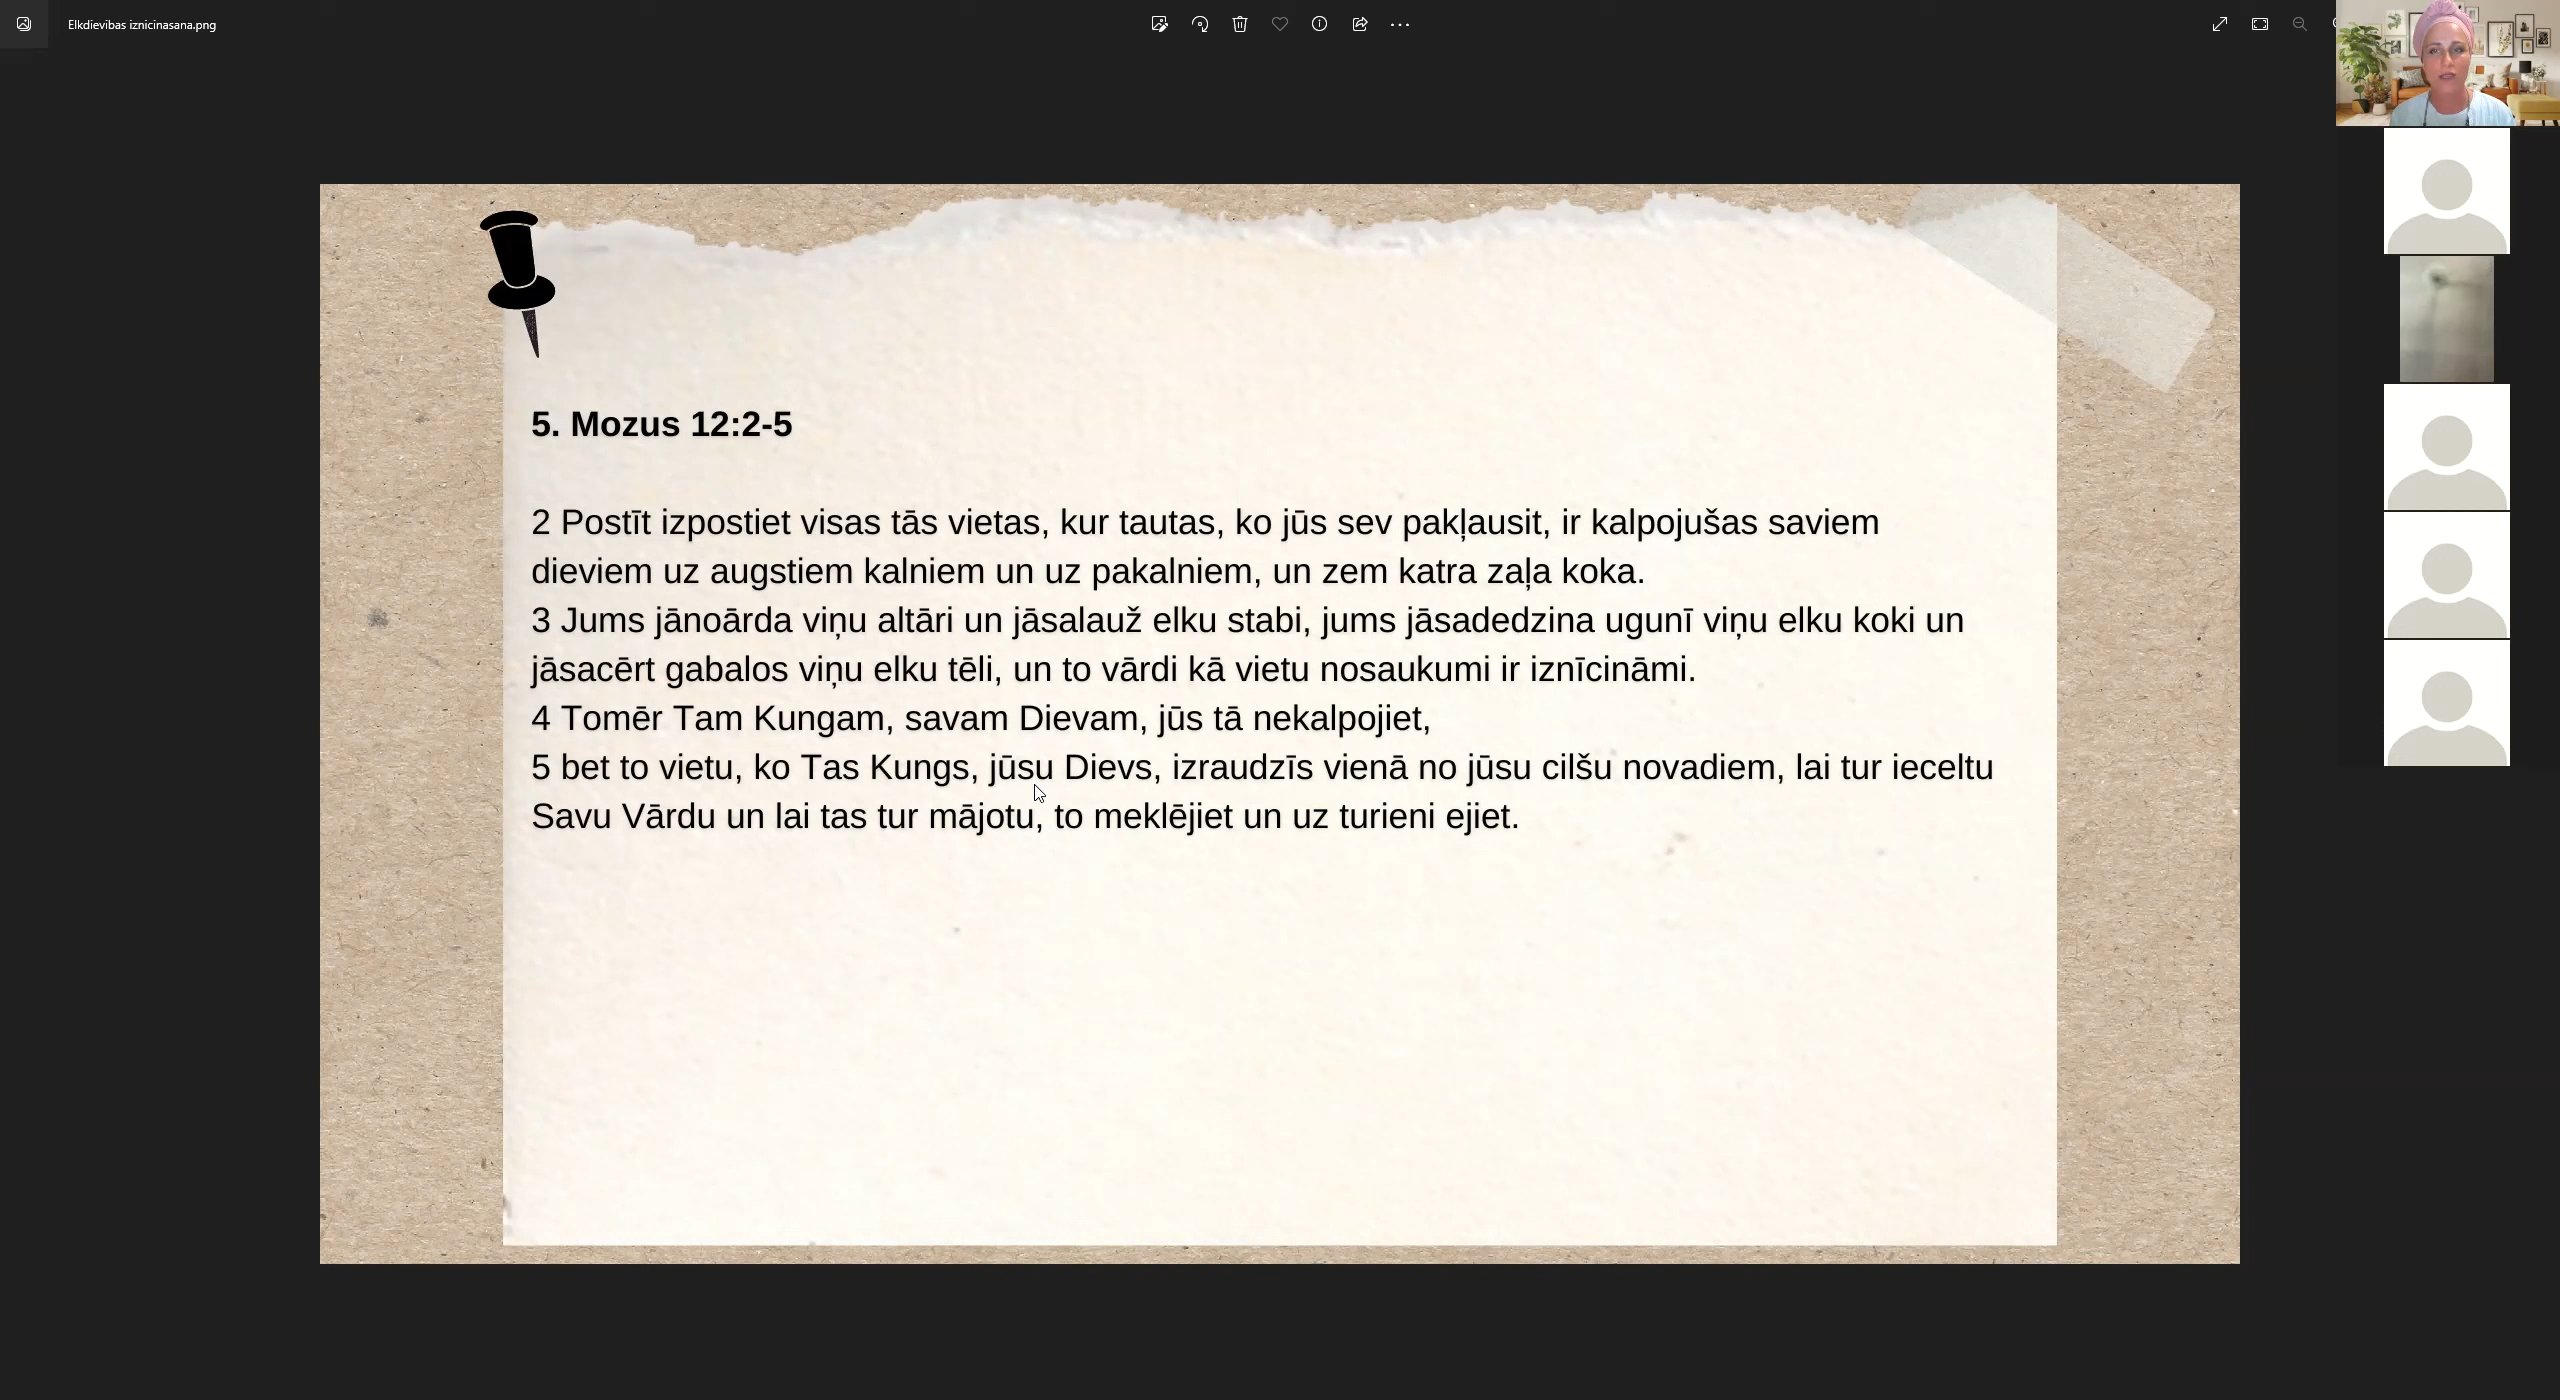 Elkdievibas iznicinasana.png
5. Mozus 12:2-5
2 Postīt izpostiet visas tās vietas, kur tautas, ko jūs sev pakļausit, ir kalpojušas saviem
dieviem uz augstiem kalniem un uz pakalniem, un zem katra zaļa koka.
3 Jums jānoārda viņu altāri un jāsalauž elku stabi, jums jāsadedzina ugunī viņu elku koki un
jāsacērt gabalos viņu elku tēli, un to vārdi kā vietu nosaukumi ir iznīcināmi.
4 Tomēr Tam Kungam, savam Dievam, jūs tā nekalpojiet,
5 bet to vietu, ko Tas Kungs, jūsu Dievs, izraudzīs vienā no jūsu cilšu novadiem, lai tur ieceltu
Savu Vārdu un lai tas tur mājotu, to meklējiet un uz turieni ejiet.